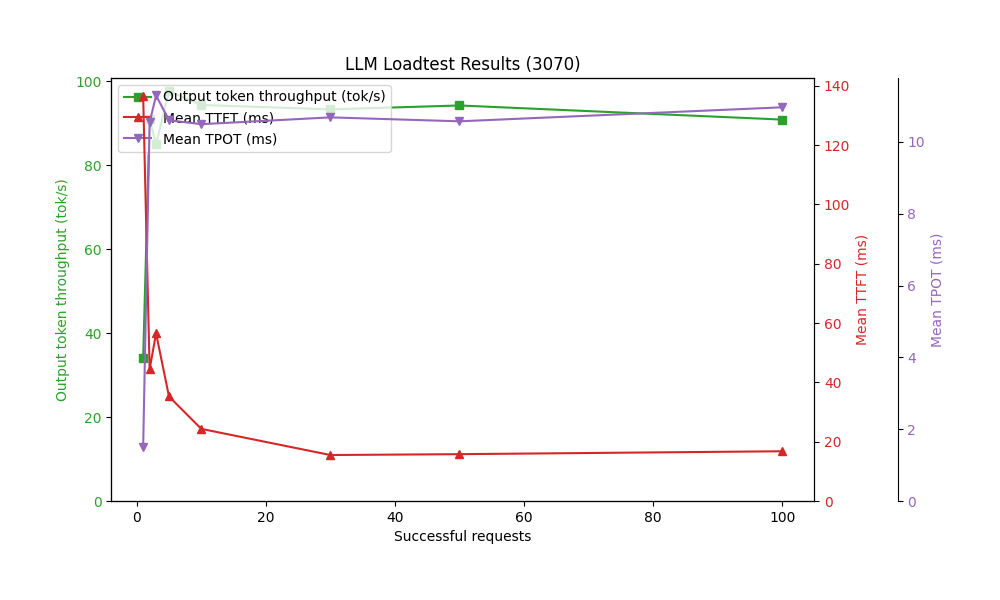 LLM Loadtest Results (3070)
Output token throughput (tok/s)
Mean TTFT (ms)
Mean TPOT (ms)
100
80
60
40
20
0
Output token throughput (tok/s)
140
120
100
80
60
40
20
0
Mean TTFT (ms)
10
8
6
4
2
0
Mean TPOT (ms)
0 20 40 60 80 100
Successful requests